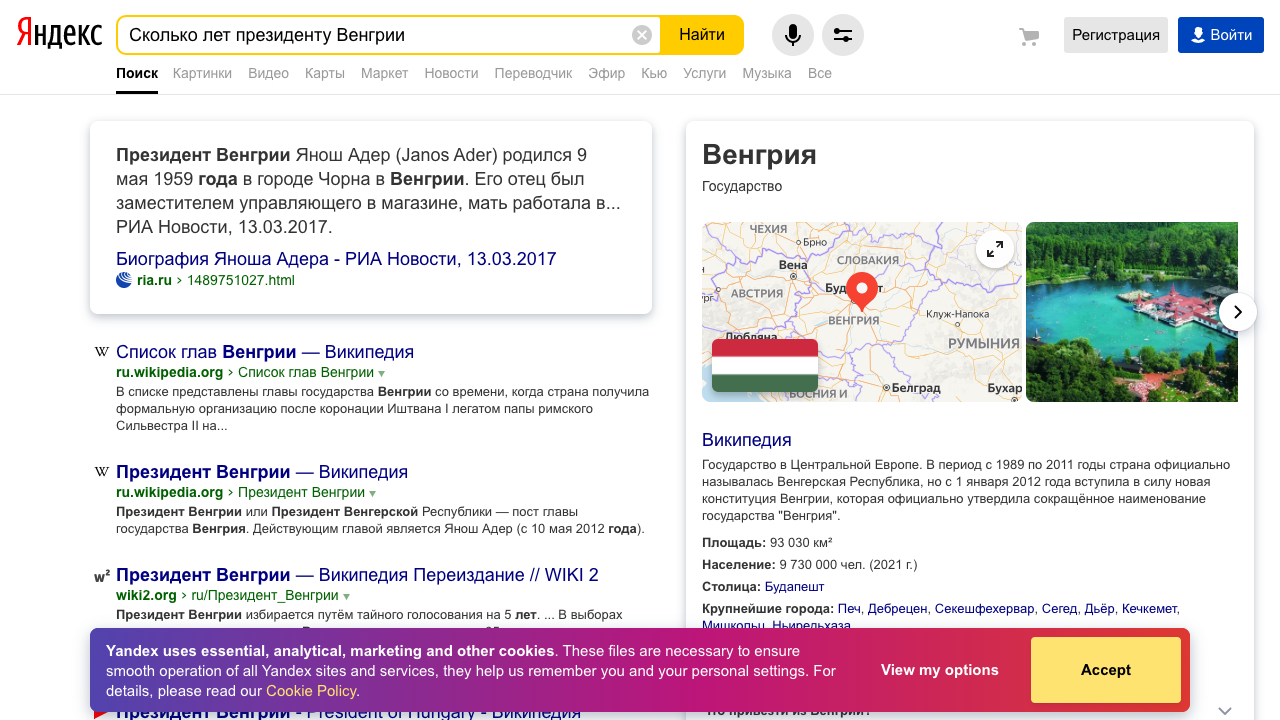 Яндекс
Сколько лет президенту Венгрии
Найти
Регистрация
Войти
Поиск Картинки Видео Карты Маркет Новости Переводчик Эфир Кью Услуги Музыка Все
Президент Венгрии Янош Адер (Janos Ader) родился 9
мая 1959 года в городе Чорна в Венгрии. Его отец был
заместителем управляющего в магазине, мать работала в...
РИА Новости, 13.03.2017.
Биография Яноша Адера - РИА Новости, 13.03.2017
ria.ru › 1489751027.html
W Список глав Венгрии — Википедия
ru.wikipedia.org › Список глав Венгрии
В списке представлены главы государства Венгрии со времени, когда страна получила
формальную организацию после коронации Иштвана I легатом папы римского
Сильвестра II на...
W Президент Венгрии — Википедия
ru.wikipedia.org › Президент Венгрии
Президент Венгрии или Президент Венгерской Республики — пост главы
государства Венгрия. Действующим главой является Янош Адер (с 10 мая 2012 года).
w² Президент Венгрии — Википедия Переиздание // WIKI 2
wiki2.org › ru/Президент_Венгрии
Президент Венгрии избирается путём тайного голосования на 5 лет. ... В выборах
Президент Венгрии - President of Hungary - Википедия
Венгрия
Государство
ЧЕХИЯ
Брно
Вена
СЛОВАКИЯ
АВСТРИЯ
ВЕНГРИЯ
Клуж-Напока
Любляна
РУМЫНИЯ
Белград
Бухар
БОСНИЯ И
Википедия
Государство в Центральной Европе. В период с 1989 по 2011 годы страна официально
называлась Венгерская Республика, но с 1 января 2012 года вступила в силу новая
конституция Венгрии, которая официально утвердила сокращённое наименование
государства "Венгрия".
Площадь: 93 030 км²
Население: 9 730 000 чел. (2021 г.)
Столица: Будапешт
Крупнейшие города: Печ, Дебрецен, Секешфехервар, Сегед, Дьёр, Кечкемет,
Мишкольц, Ньиредьхаза
Что привезти из Венгрии?
Yandex uses essential, analytical, marketing and other cookies. These files are necessary to ensure
smooth operation of all Yandex sites and services, they help us remember you and your personal settings. For
details, please read our Cookie Policy.
View my options
Accept